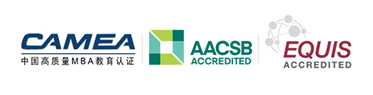 CAMEA
中国高质量MBA教育认证
AACSB
ACCREDITED
EQUIS
ACCREDITED